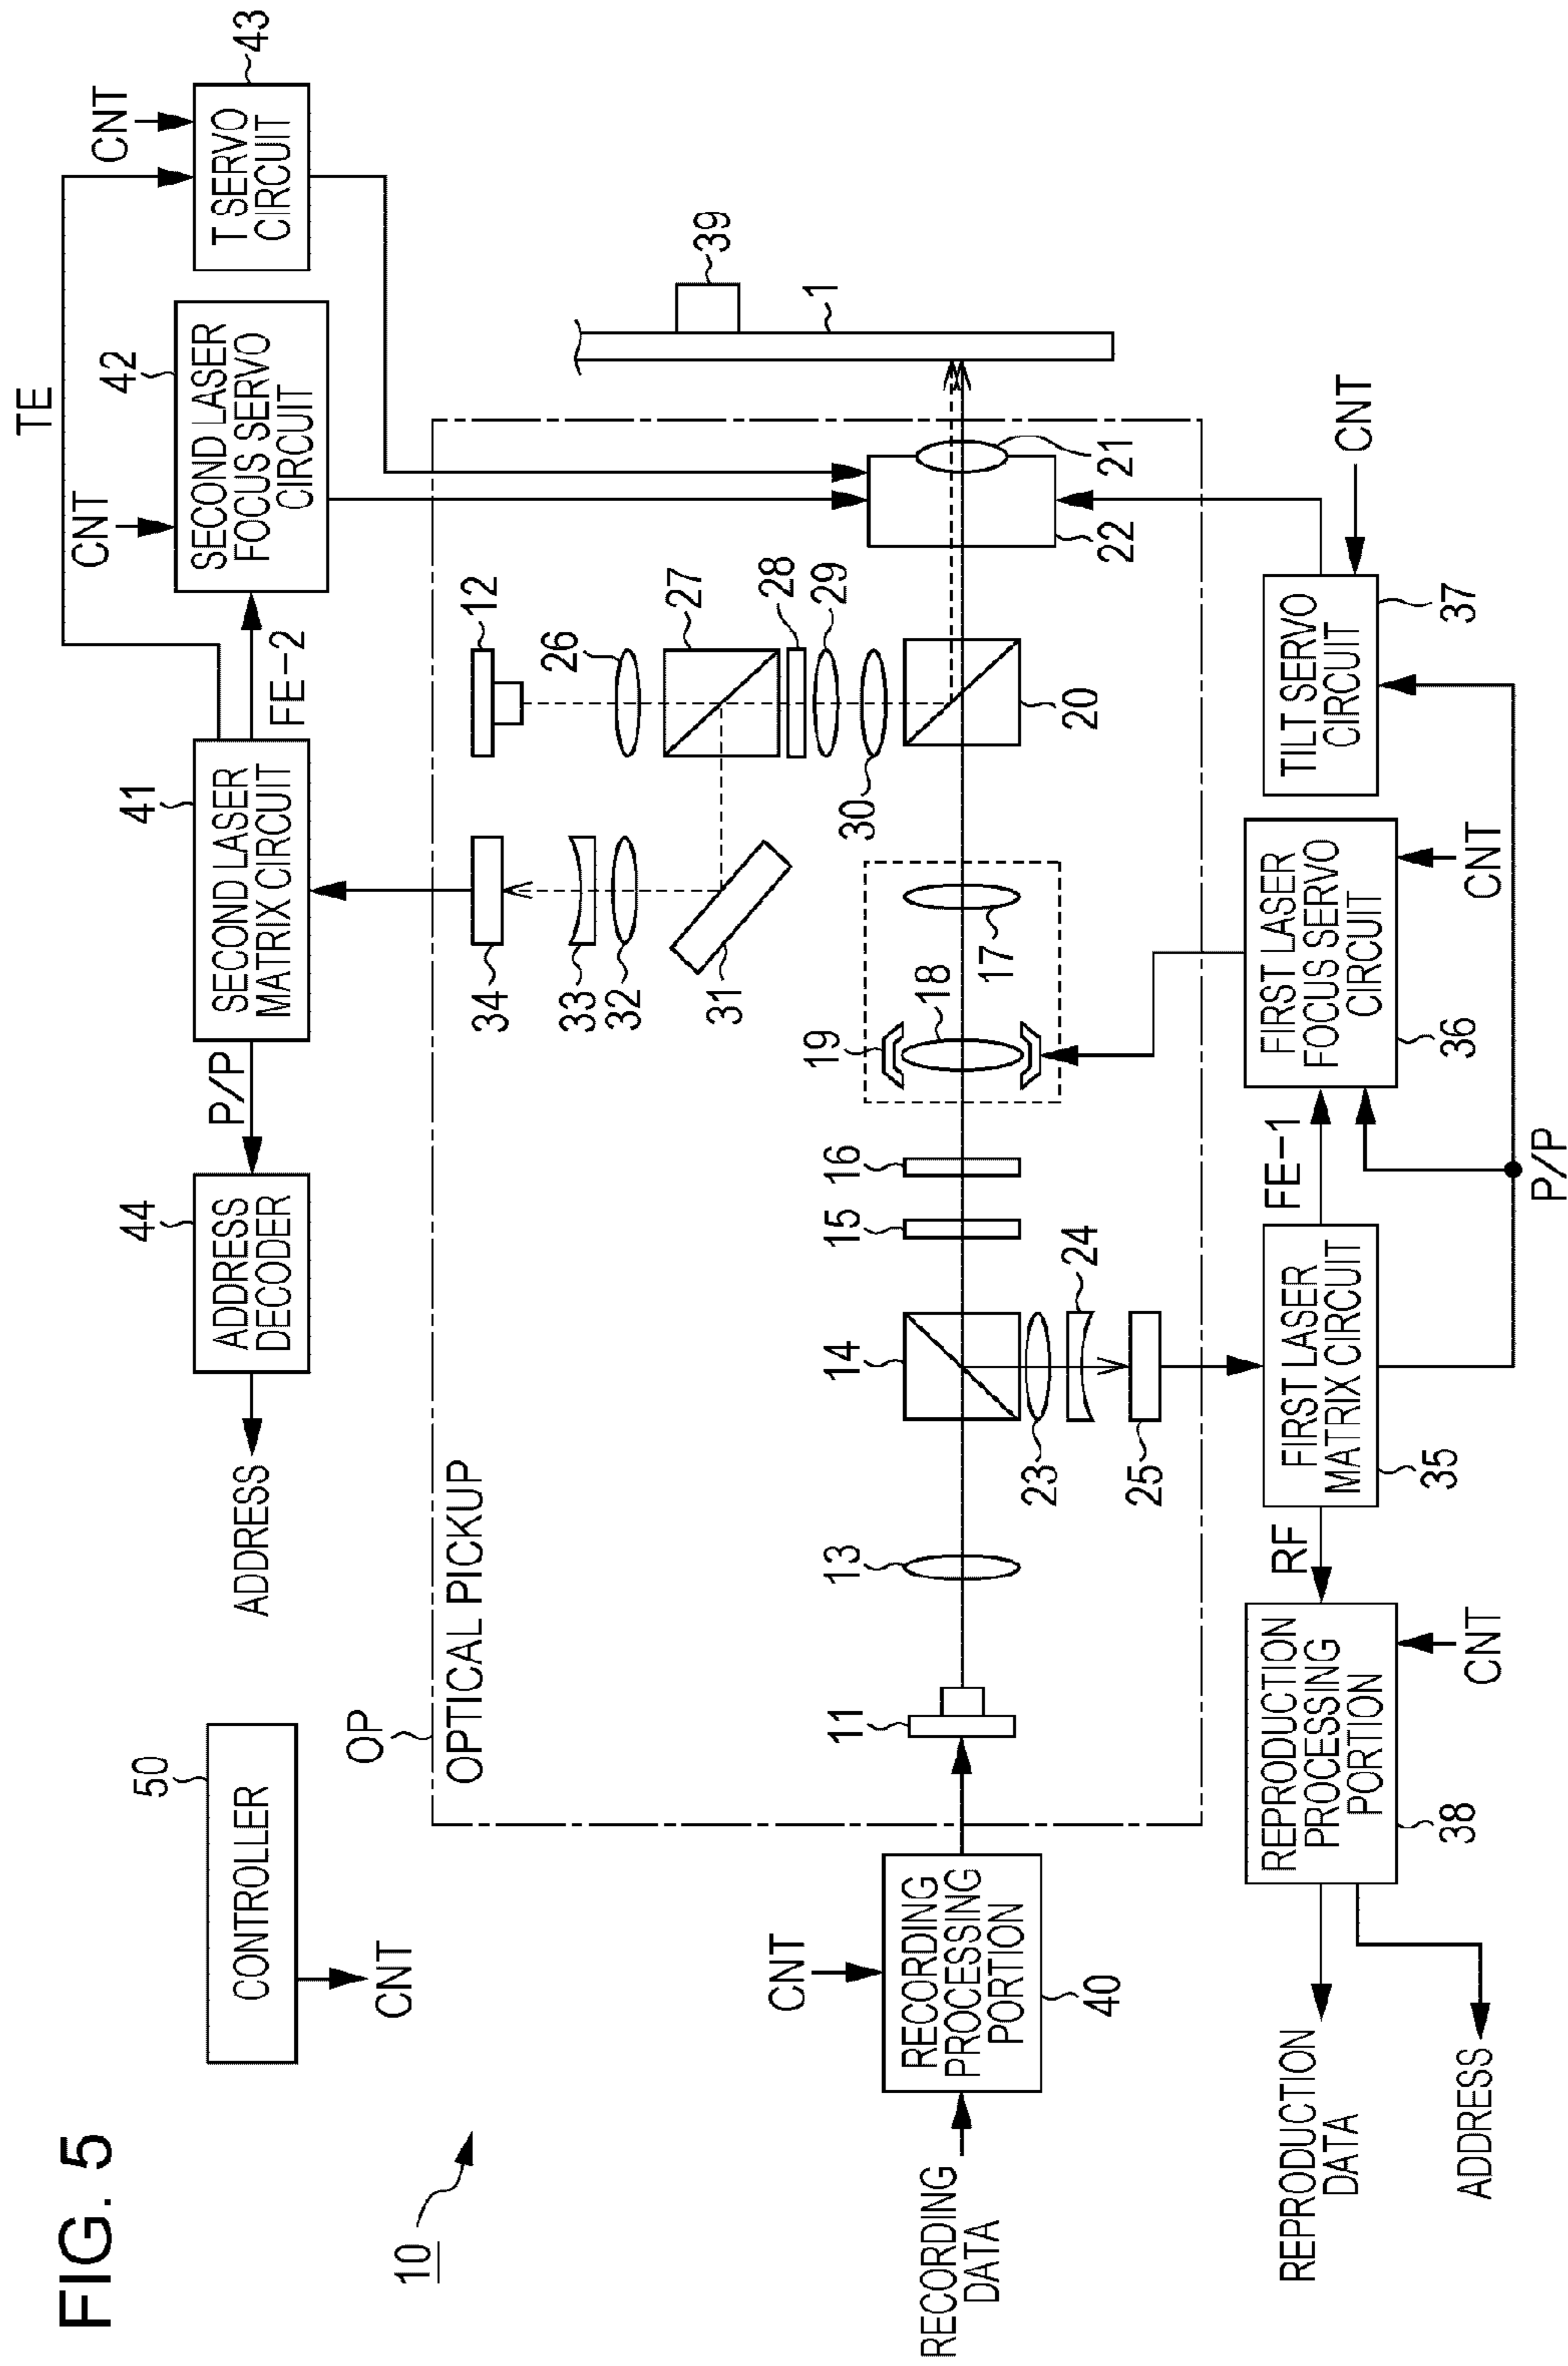 FIG. 5
10
50
CONTROLLER
CNT
ADDRESS
44
ADDRESS
DECODER
P/P
41
SECOND LASER
MATRIX CIRCUIT
FE-2
TE
CNT
42
SECOND LASER
FOCUS SERVO
CIRCUIT
CNT
43
T SERVO
CIRCUIT
OP
OPTICAL PICKUP
34
33
32
31
12
26
27
28
29
30
20
39
1
21
22
RECORDING
DATA
CNT
RECORDING
PROCESSING
PORTION
40
11
13
14
15
16
19
18
17
23
24
25
REPRODUCTION
DATA
ADDRESS
REPRODUCTION
PROCESSING
PORTION
38
CNT
RF
FIRST LASER
MATRIX CIRCUIT
35
FE-1
P/P
FIRST LASER
FOCUS SERVO
CIRCUIT
36
CNT
TILT SERVO
CIRCUIT
37
CNT